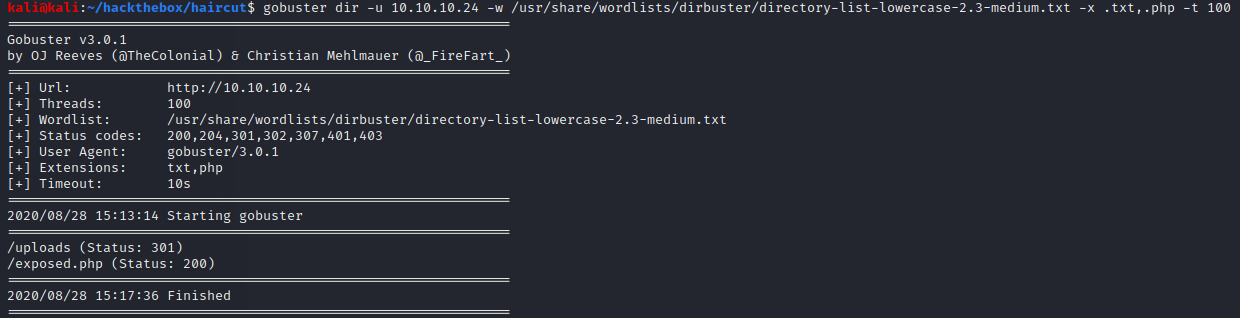 kali@kali:~/hackthebox/haircut$ gobuster dir -u 10.10.10.24 -w /usr/share/wordlists/dirbuster/directory-list-lowercase-2.3-medium.txt -x .txt,.php -t 100
===============================================================
Gobuster v3.0.1
by OJ Reeves (@TheColonial) & Christian Mehlmauer (@_FireFart_)
===============================================================
[+] Url:            http://10.10.10.24
[+] Threads:        100
[+] Wordlist:       /usr/share/wordlists/dirbuster/directory-list-lowercase-2.3-medium.txt
[+] Status codes:   200,204,301,302,307,401,403
[+] User Agent:     gobuster/3.0.1
[+] Extensions:     txt,php
[+] Timeout:        10s
===============================================================
2020/08/28 15:13:14 Starting gobuster
===============================================================
/uploads (Status: 301)
/exposed.php (Status: 200)
===============================================================
2020/08/28 15:17:36 Finished
===============================================================